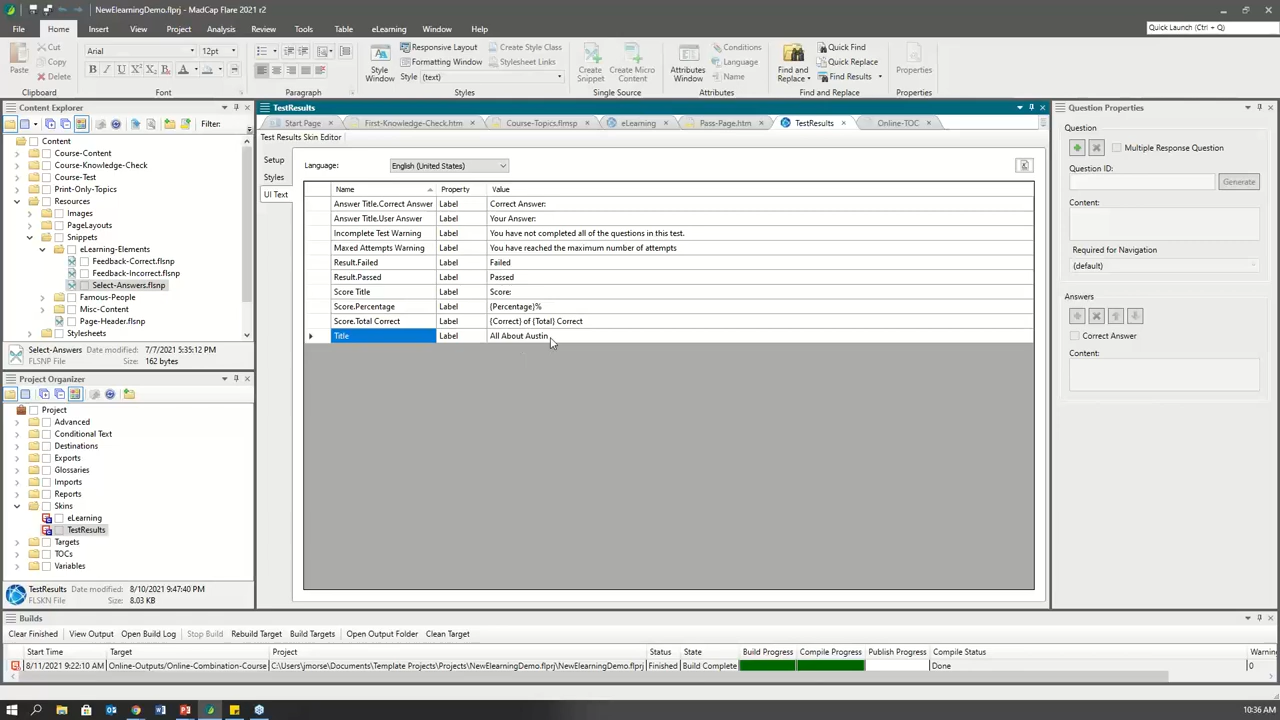 NewElearningDemo.flprj - MadCap Flare 2021 r2
File Home Insert View Project Analysis Review Tools Table eLearning Window Help
Quick Launch (Ctrl + Q)
Paste
Cut
Copy
Delete
Clipboard
Arial 12pt
B I U
Font
Paragraph
Style Window
Responsive Layout
Formatting Window
Style (text)
Create Style Class
Stylesheet Links
Styles
Create Snippet
Create Micro Content
Single Source
Attributes Window
Conditions
Language
Name
Attributes
Find and Replace
Quick Find
Quick Replace
Find Results
Find and Replace
Properties
Properties
Content Explorer
Filter:
Content
Course-Content
Course-Knowledge-Check
Course-Test
Print-Only-Topics
Resources
Images
PageLayouts
Snippets
eLearning-Elements
Feedback-Correct.flsnp
Feedback-Incorrect.flsnp
Select-Answers.flsnp
Famous-People
Misc-Content
Page-Header.flsnp
Stylesheets
Select-Answers Date modified: 7/7/2021 5:35:12 PM
FLSNP File Size: 162 bytes
Project Organizer
Project
Advanced
Conditional Text
Destinations
Exports
Glossaries
Imports
Reports
Skins
eLearning
TestResults
Targets
TOCs
Variables
TestResults Date modified: 8/10/2021 9:47:40 PM
FLSKN File Size: 8.03 KB
TestResults
Start Page First-Knowledge-Check.htm Course-Topics.flmsp eLearning Pass-Page.htm TestResults Online-TOC
Test Results Skin Editor
Setup
Styles
UI Text
Language: English (United States)
Name Property Value
Answer Title.Correct Answer Label Correct Answer:
Answer Title.User Answer Label Your Answer:
Incomplete Test Warning Label You have not completed all of the questions in this test.
Maxed Attempts Warning Label You have reached the maximum number of attempts
Result.Failed Label Failed
Result.Passed Label Passed
Score Title Label Score:
Score.Percentage Label {Percentage}%
Score.Total Correct Label {Correct} of {Total} Correct
Title Label All About Austin
Question Properties
Question
Multiple Response Question
Question ID:
Generate
Content:
Required for Navigation
(default)
Answers
Correct Answer
Content:
Builds
Clear Finished View Output Open Build Log Stop Build Rebuild Target Build Targets Open Output Folder Clean Target
Start Time Target Project Status State Build Progress Compile Progress Publish Progress Compile Status Warning
8/11/2021 9:22:10 AM Online-Outputs/Online-Combination-Course C:\Users\jmorse\Documents\Template Projects\Projects\NewElearningDemo.flprj\NewElearningDemo.flprj Finished Build Complete Done 0
10:36 AM